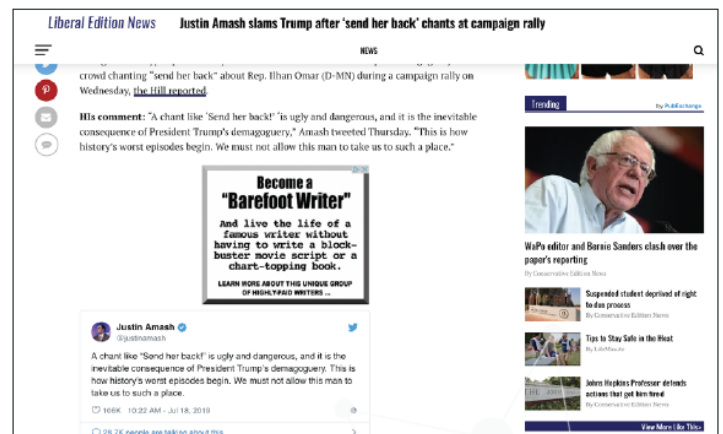 Liberal Edition News Justin Amash slams Trump after ‘send her back’ chants at campaign rally
NEWS
crowd chanting “send her back” about Rep. Ilhan Omar (D-MN) during a campaign rally on
Wednesday, the Hill reported.
HIs comment: “A chant like ‘Send her back!’ is ugly and dangerous, and it is the inevitable
consequence of President Trump’s demagoguery,” Amash tweeted Thursday. “This is how
history’s worst episodes begin. We must not allow this man to take us to such a place.”
Become a
"Barefoot Writer"
And live the life of a
famous writer without
having to write a block-
buster movie script or a
chart-topping book.
LEARN MORE ABOUT THIS UNIQUE GROUP
OF HIGHLY-PAID WRITERS ...
Justin Amash
@justinamash
A chant like “Send her back!” is ugly and dangerous, and it is the
inevitable consequence of President Trump’s demagoguery. This is
how history’s worst episodes begin. We must not allow this man to
take us to such a place.
106K 10:22 AM - Jul 18, 2019
28.7K people are talking about this
Trending by PubExchange
WaPo editor and Bernie Sanders clash over the
paper’s reporting
By Conservative Edition News
Suspended student deprived of right
to due process
By Conservative Edition News
Tips to Stay Safe in the Heat
By LifeMinute
Johns Hopkins Professor defends
actions that got him fired
By Conservative Edition News
View More Like This>